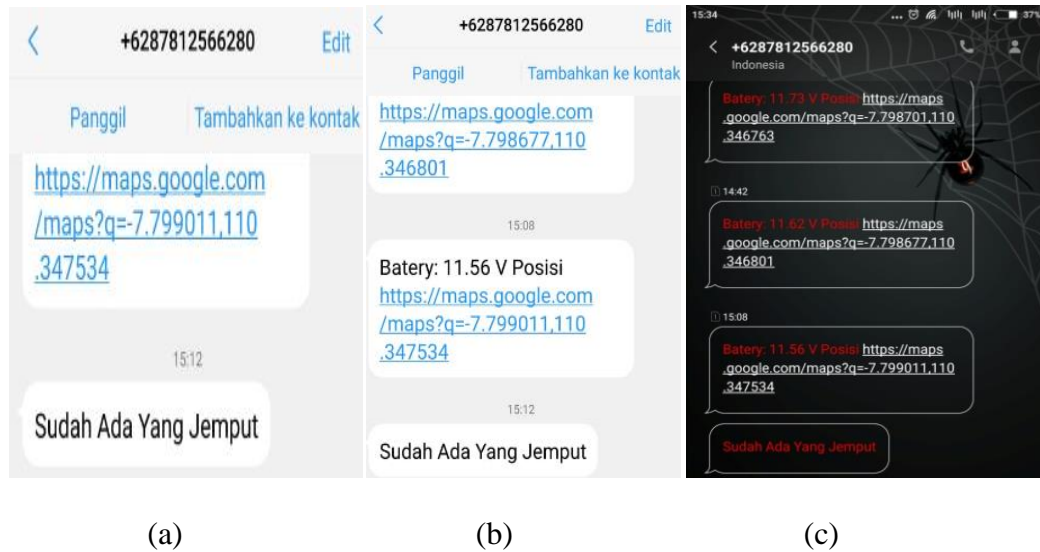 +6287812566280 Edit
Panggil Tambahkan ke kontak
https://maps.google.com
/maps?q=-7.799011,110
.347534
15:12
Sudah Ada Yang Jemput
(a)
+6287812566280 Edit
Panggil Tambahkan ke kontak
https://maps.google.com
/maps?q=-7.798677,110
.346801
15:08
Batery: 11.56 V Posisi
https://maps.google.com
/maps?q=-7.799011,110
.347534
15:12
Sudah Ada Yang Jemput
(b)
15:34 ... 37%
+6287812566280
Indonesia
Batery: 11.73 V Posisi https://maps
.google.com/maps?q=-7.798701,110
.346763
1 14:42
Batery: 11.62 V Posisi https://maps
.google.com/maps?q=-7.798677,110
.346801
1 15:08
Batery: 11.56 V Posisi https://maps
.google.com/maps?q=-7.799011,110
.347534
Sudah Ada Yang Jemput
(c)